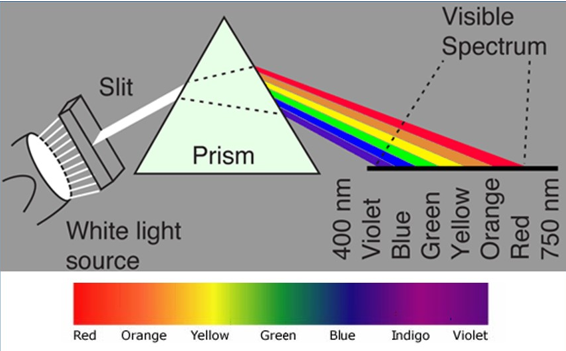 Visible
Spectrum
Slit
Prism
White light
source
400 nm
Violet
Blue
Green
Yellow
Orange
Red
750 nm
Red Orange Yellow Green Blue Indigo Violet